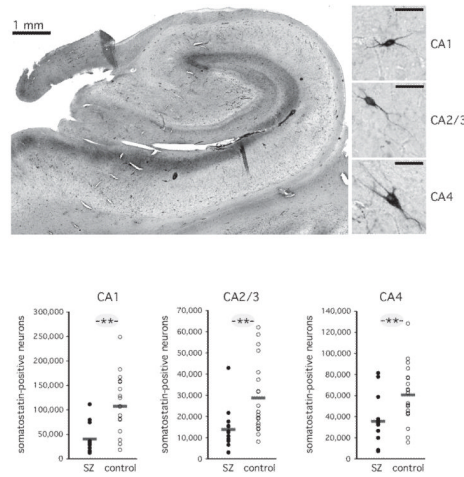 1 mm
CA1
CA2/3
CA4
CA1
CA2/3
CA4
**
**
**
somatostatin-positive neurons
300,000
250,000
200,000
150,000
100,000
50,000
0
SZ control
somatostatin-positive neurons
70,000
60,000
50,000
40,000
30,000
20,000
10,000
0
SZ control
somatostatin-positive neurons
140,000
120,000
100,000
80,000
60,000
40,000
20,000
0
SZ control